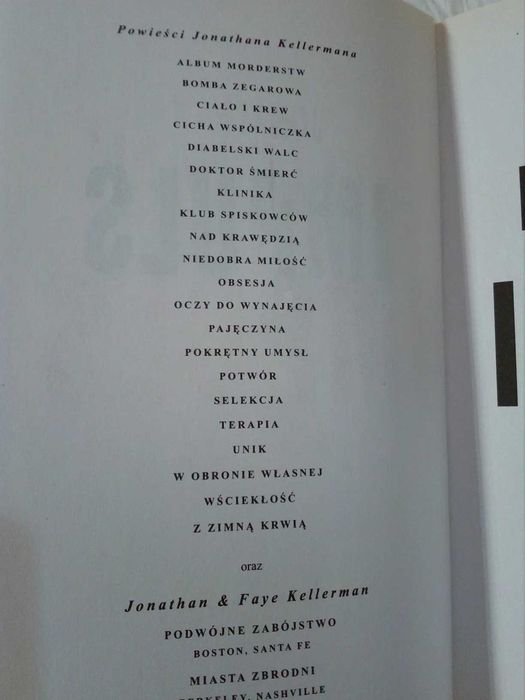 Powieści Jonathana Kellermana
ALBUM MORDERSTW
BOMBA ZEGAROWA
CIAŁO I KREW
CICHA WSPÓLNICZKA
DIABELSKI WALC
DOKTOR ŚMIERĆ
KLINIKA
KLUB SPISKOWCÓW
NAD KRAWĘDZIĄ
NIEDOBRA MIŁOŚĆ
OBSESJA
OCZY DO WYNAJĘCIA
PAJĘCZYNA
POKRĘTNY UMYSŁ
POTWÓR
SELEKCJA
TERAPIA
UNIK
W OBRONIE WŁASNEJ
WŚCIEKŁOŚĆ
Z ZIMNĄ KRWIĄ
oraz
Jonathan & Faye Kellerman
PODWÓJNE ZABÓJSTWO
BOSTON, SANTA FE
MIASTA ZBRODNI
BERKELEY, NASHVILLE